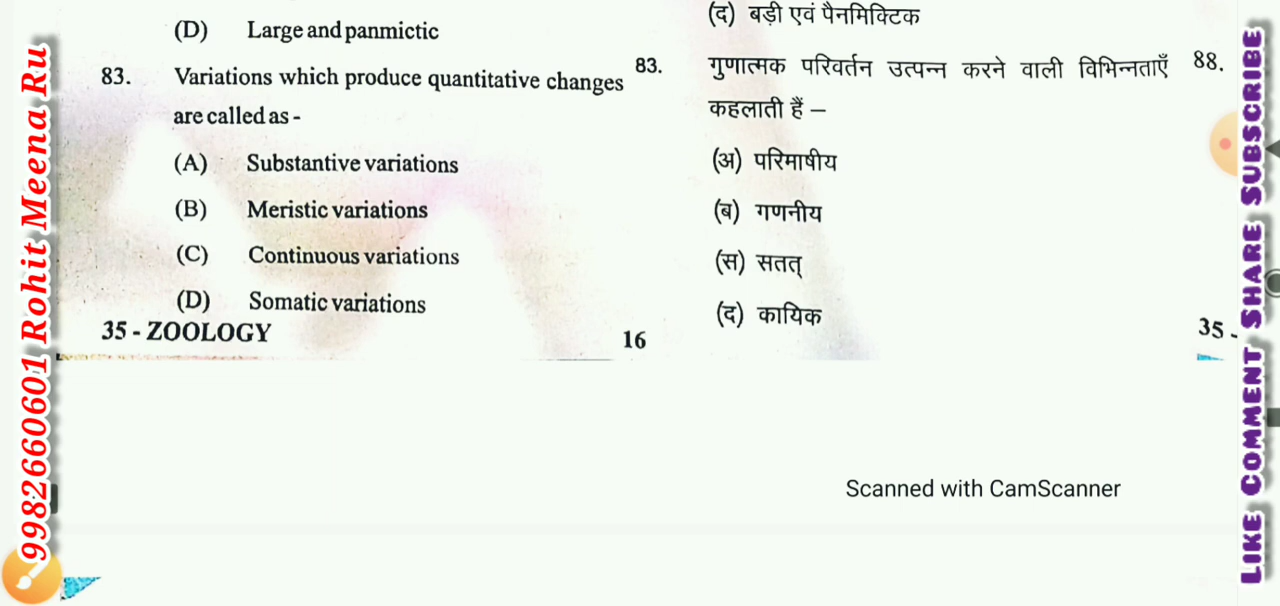 (D) Large and panmictic
83. Variations which produce quantitative changes
are called as -
(A) Substantive variations
(B) Meristic variations
(C) Continuous variations
(D) Somatic variations
35 - ZOOLOGY
16
(द) बड़ी एवं पैनमिक्टिक
83. गुणात्मक परिवर्तन उत्पन्न करने वाली विभिन्नताएँ
कहलाती हैं –
(अ) परिमाषीय
(ब) गणनीय
(स) सतत्
(द) कायिक
88.
35 -
Scanned with CamScanner
9982660601 Rohit Meena Ru
LIKE COMMENT SHARE SUBSCRIBE